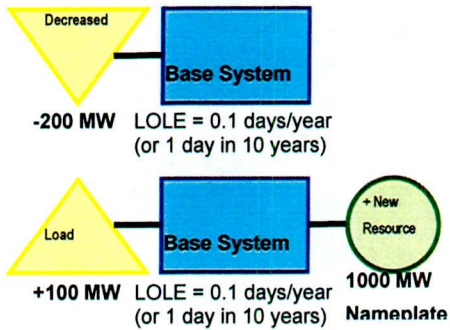 Decreased
Base System
-200 MW LOLE = 0.1 days/year
(or 1 day in 10 years)
Load
Base System
+ New
Resource
+100 MW LOLE = 0.1 days/year
(or 1 day in 10 years)
1000 MW
Nameplate